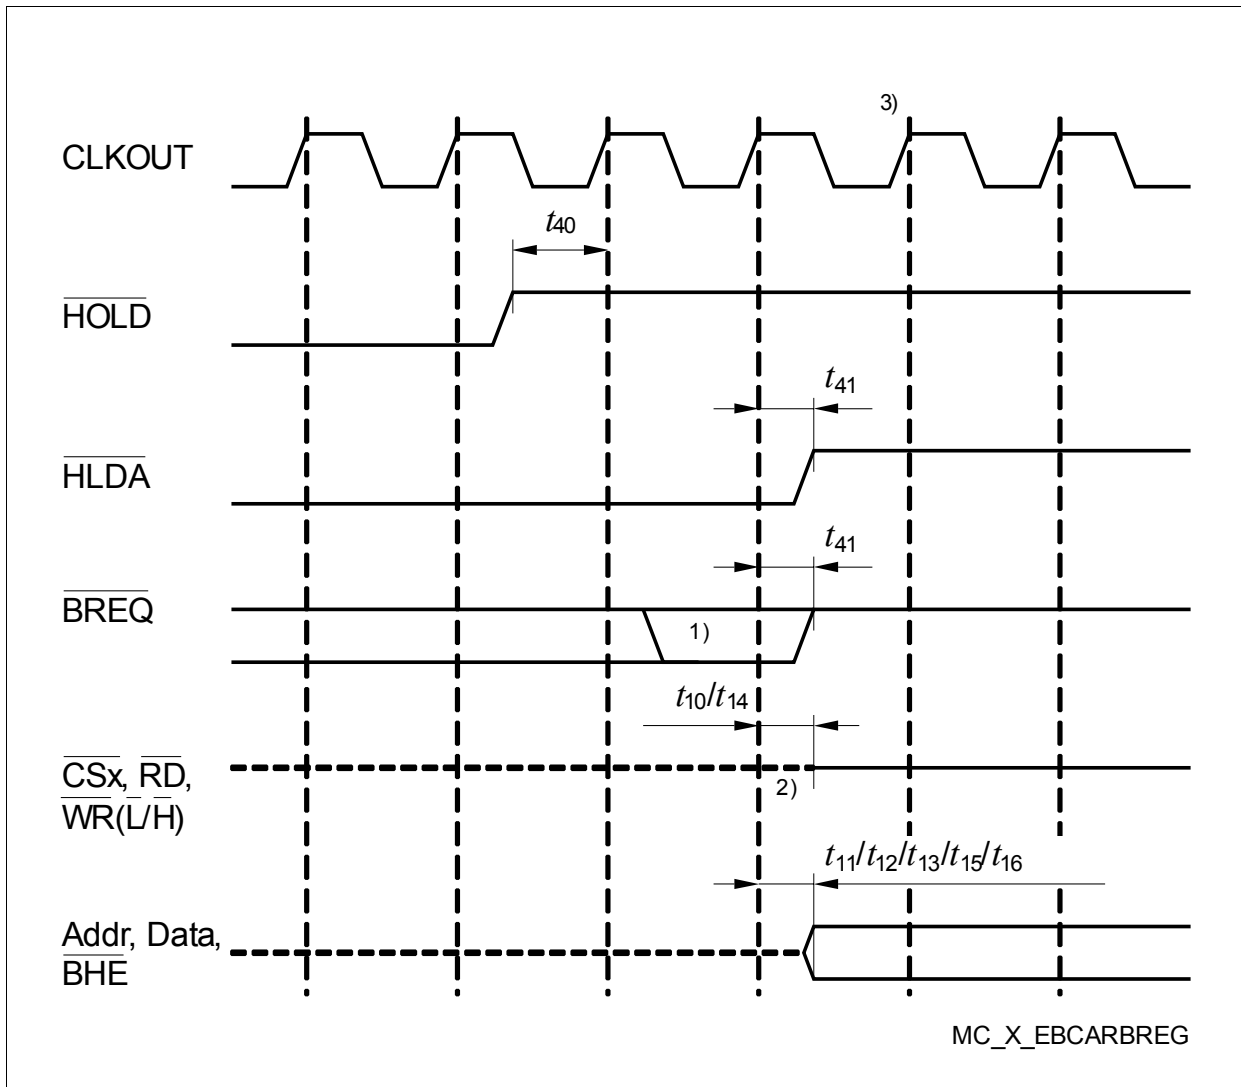 3)
CLKOUT
t40
HOLD
t41
HLDA
t41
BREQ
1)
t10/t14
CSx, RD,
2)
WR(L/H)
t11/t12/t13/t15/t16
Addr, Data,
BHE
MC_X_EBCARBREG